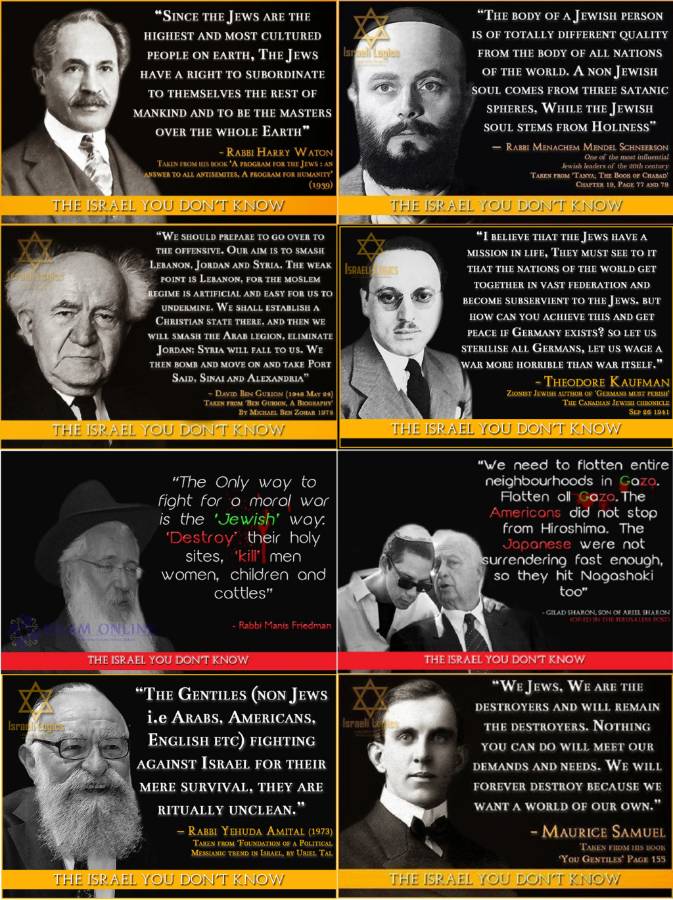 "Since the Jews are the
highest and most cultured
people on earth, The Jews
have a right to subordinate
to themselves the rest of
mankind and to be the masters
over the whole Earth"
- Rabbi Harry Waton
Taken from his book 'A program for the Jews : an
answer to all antisemites, A program for humanity'
(1939)
THE ISRAEL YOU DON'T KNOW
Israeli Logics
"The body of a Jewish person
is of totally different quality
from the body of all nations
of the world. A non Jewish
soul comes from three satanic
spheres, While the Jewish
soul stems from Holiness"
— Rabbi Menachem Mendel Schneerson
One of the most influential
Jewish leaders of the 20th century
Taken from 'Tanya, The Book of Chabad'
Chapter 19, Page 77 and 79
THE ISRAEL YOU DON'T KNOW
Israeli Logics
"We should prepare to go over to
the offensive. Our aim is to smash
Lebanon, Jordan and Syria. The weak
point is Lebanon, for the moslem
regime is artificial and easy for us to
undermine. We shall establish a
Christian state there, and then we
will smash the Arab legion, eliminate
Jordan; Syria will fall to us. We
then bomb and move on and take Port
Said, Sinai and Alexandria"
- David Ben Gurion (1948 May 24)
Taken from 'Ben Gurion, A Biography'
By Michael Ben Zohar 1978
THE ISRAEL YOU DON'T KNOW
Israeli Logics
"I believe that the Jews have a
mission in life, They must see to it
that the nations of the world get
together in vast federation and
become subservient to the Jews. but
how can you achieve this and get
peace if Germany exists? So let us
sterilise all Germans, let us wage a
war more horrible than war itself."
- Theodore Kaufman
Zionist Jewish author of 'Germans must perish'
The Canadian Jewish chronicle
Sep 26 1941
THE ISRAEL YOU DON'T KNOW
"The Only way to
fight for a moral war
is the 'Jewish' way:
'Destroy' their holy
sites, 'kill' men
women, children and
cattles"
- Rabbi Manis Friedman
ONLINE
THE ISRAEL YOU DON'T KNOW
"We need to flatten entire
neighbourhoods in Gaza.
Flatten all Gaza. The
Americans did not stop
from Hiroshima. The
Japanese were not
surrendering fast enough,
so they hit Nagashaki
too"
- GILAD SHARON, SON OF ARIEL SHARON
(OP-ED IN THE JERUSALEM POST)
THE ISRAEL YOU DON'T KNOW
Israeli Logics
"The Gentiles (non Jews
i.e Arabs, Americans,
English etc) fighting
against Israel for their
mere survival, they are
ritually unclean."
— Rabbi Yehuda Amital (1973)
Taken from 'Foundation of a Political
Messianic trend in Israel, by Uriel Tal
THE ISRAEL YOU DON'T KNOW
Israeli Logics
"We Jews, We are the
destroyers and will remain
the destroyers. Nothing
you can do will meet our
demands and needs. We will
forever destroy because we
want a world of our own."
— Maurice Samuel
Taken from his book
'You Gentiles' Page 155
THE ISRAEL YOU DON'T KNOW